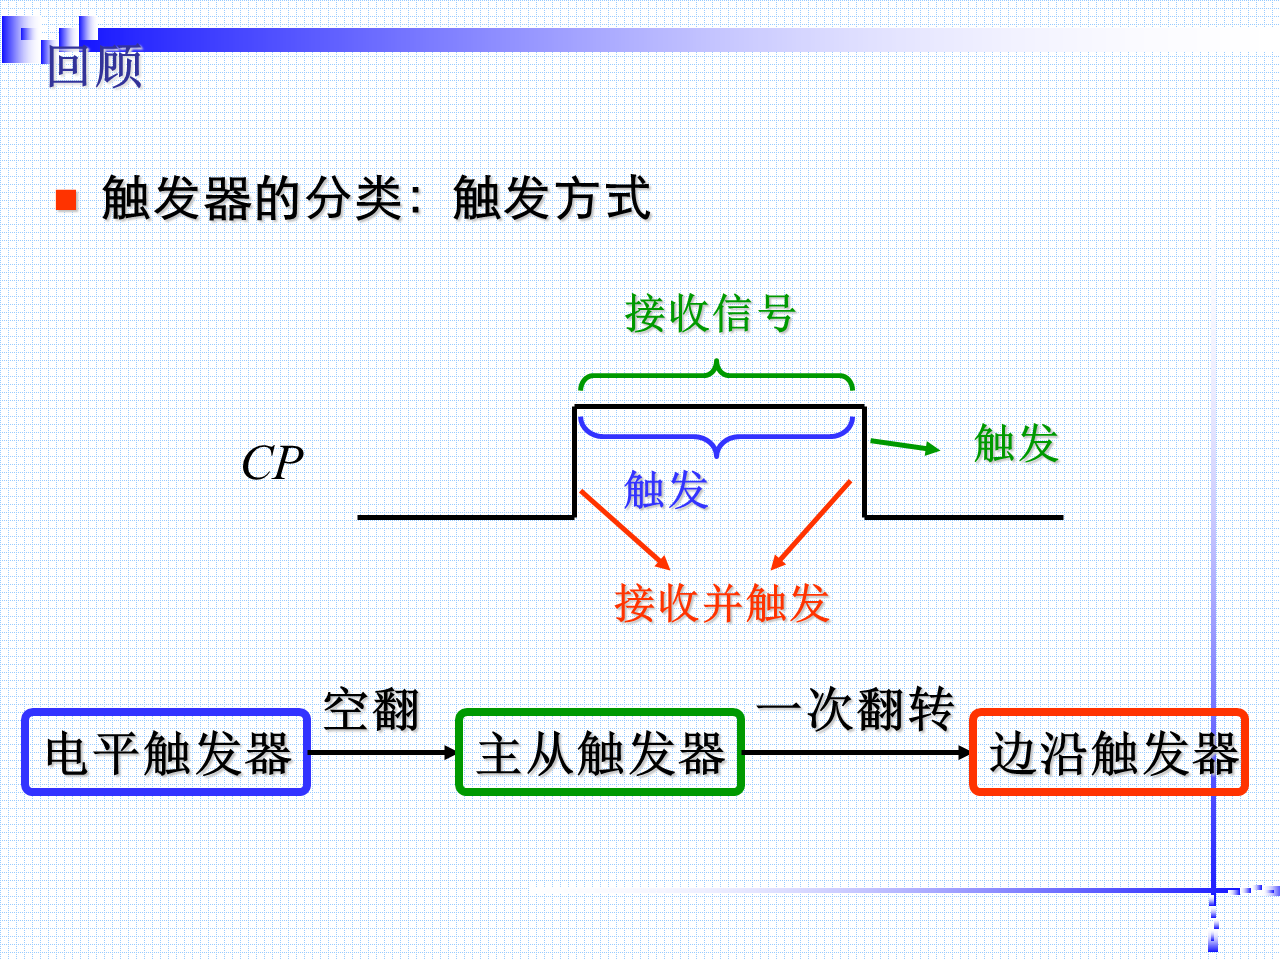 回顾
触发器的分类：触发方式
接收信号
CP
触发
触发
接收并触发
空翻
一次翻转
电平触发器
主从触发器
边沿触发器